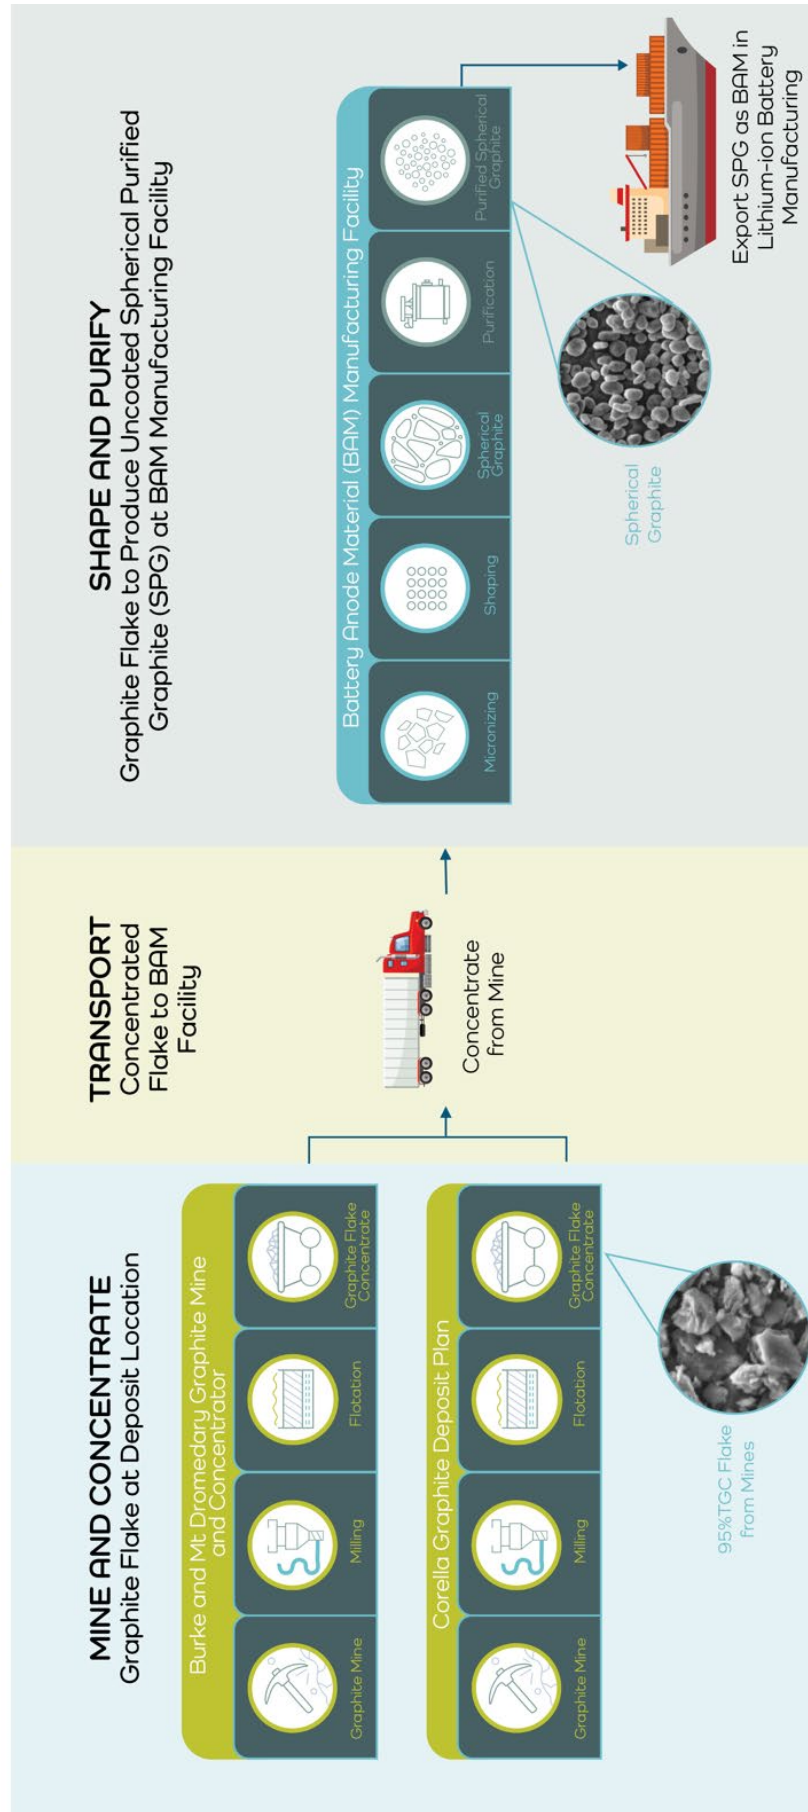 MINE AND CONCENTRATE
Graphite Flake at Deposit Location
Burke and Mt Dromedary Graphite Mine
and Concentrator
Graphite Mine
Milling
Flotation
Graphite Flake
Concentrate
Corella Graphite Deposit Plan
Graphite Mine
Milling
Flotation
Graphite Flake
Concentrate
95%TGC Flake
from Mines
TRANSPORT
Concentrated
Flake to BAM
Facility
Concentrate
from Mine
SHAPE AND PURIFY
Graphite Flake to Produce Uncoated Spherical Purified
Graphite (SPG) at BAM Manufacturing Facility
Battery Anode Material (BAM) Manufacturing Facility
Micronizing
Shaping
Spherical
Graphite
Purification
Purified Spherical
Graphite
Spherical
Graphite
Export SPG as BAM in
Lithium-ion Battery
Manufacturing